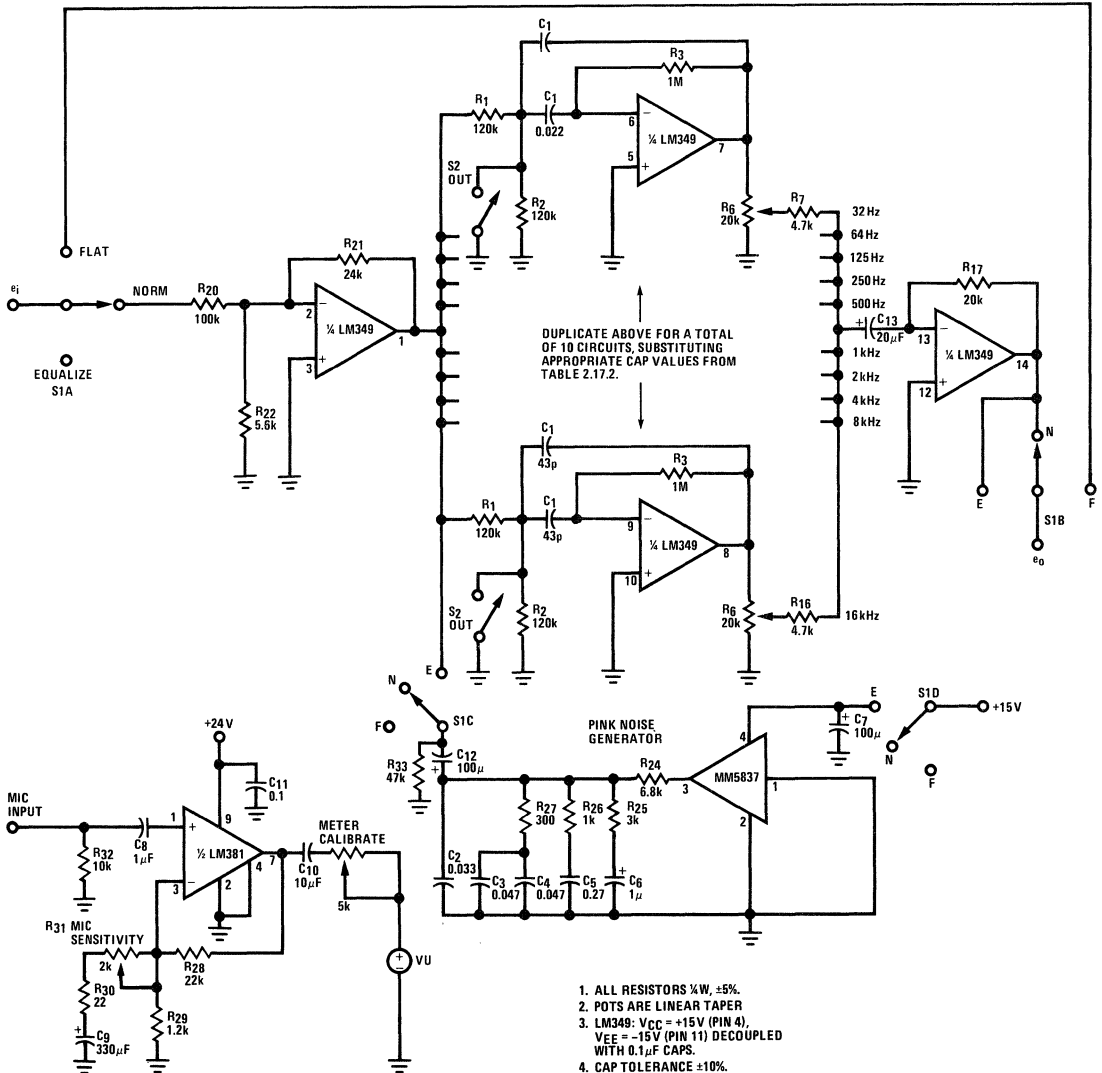 C1
R3
1M
R1
120k
C1
0.022
6
5
¼ LM349
7
S2
OUT
R2
120k
R6
20k
R7
4.7k
32 Hz
64 Hz
125 Hz
250 Hz
500 Hz
1 kHz
2 kHz
4 kHz
8 kHz
FLAT
ei
NORM
R20
100k
R21
24k
2
3
¼ LM349
1
EQUALIZE
S1A
R22
5.6k
DUPLICATE ABOVE FOR A TOTAL
OF 10 CIRCUITS, SUBSTITUTING
APPROPRIATE CAP VALUES FROM
TABLE 2.17.2.
+
C13
20µF
R17
20k
13
12
¼ LM349
14
N
E
S1B
F
eo
C1
43p
R3
1M
R1
120k
C1
43p
9
10
¼ LM349
8
S2
OUT
R2
120k
R6
20k
R16
4.7k
16 kHz
E
N
F
S1C
R33
47k
C12
100µ
+
PINK NOISE
GENERATOR
R24
6.8k
3
MM5837
4
1
2
E
+
C7
100µ
S1D
+15V
N
F
R27
300
R26
1k
R25
3k
C2
0.033
C3
0.047
C4
0.047
C5
0.27
+
C6
1µ
+24 V
C11
0.1
MIC
INPUT
R32
10k
C8
1µF
1
3
½ LM381
9
2
4
7
C10
10µF
METER
CALIBRATE
5k
VU
R31 MIC
SENSITIVITY
2k
R28
22k
R30
22
+
C9
330µF
R29
1.2k
1. ALL RESISTORS ¼W, ±5%.
2. POTS ARE LINEAR TAPER
3. LM349: VCC = +15V (PIN 4),
VEE = –15V (PIN 11) DECOUPLED
WITH 0.1µF CAPS.
4. CAP TOLERANCE ±10%.